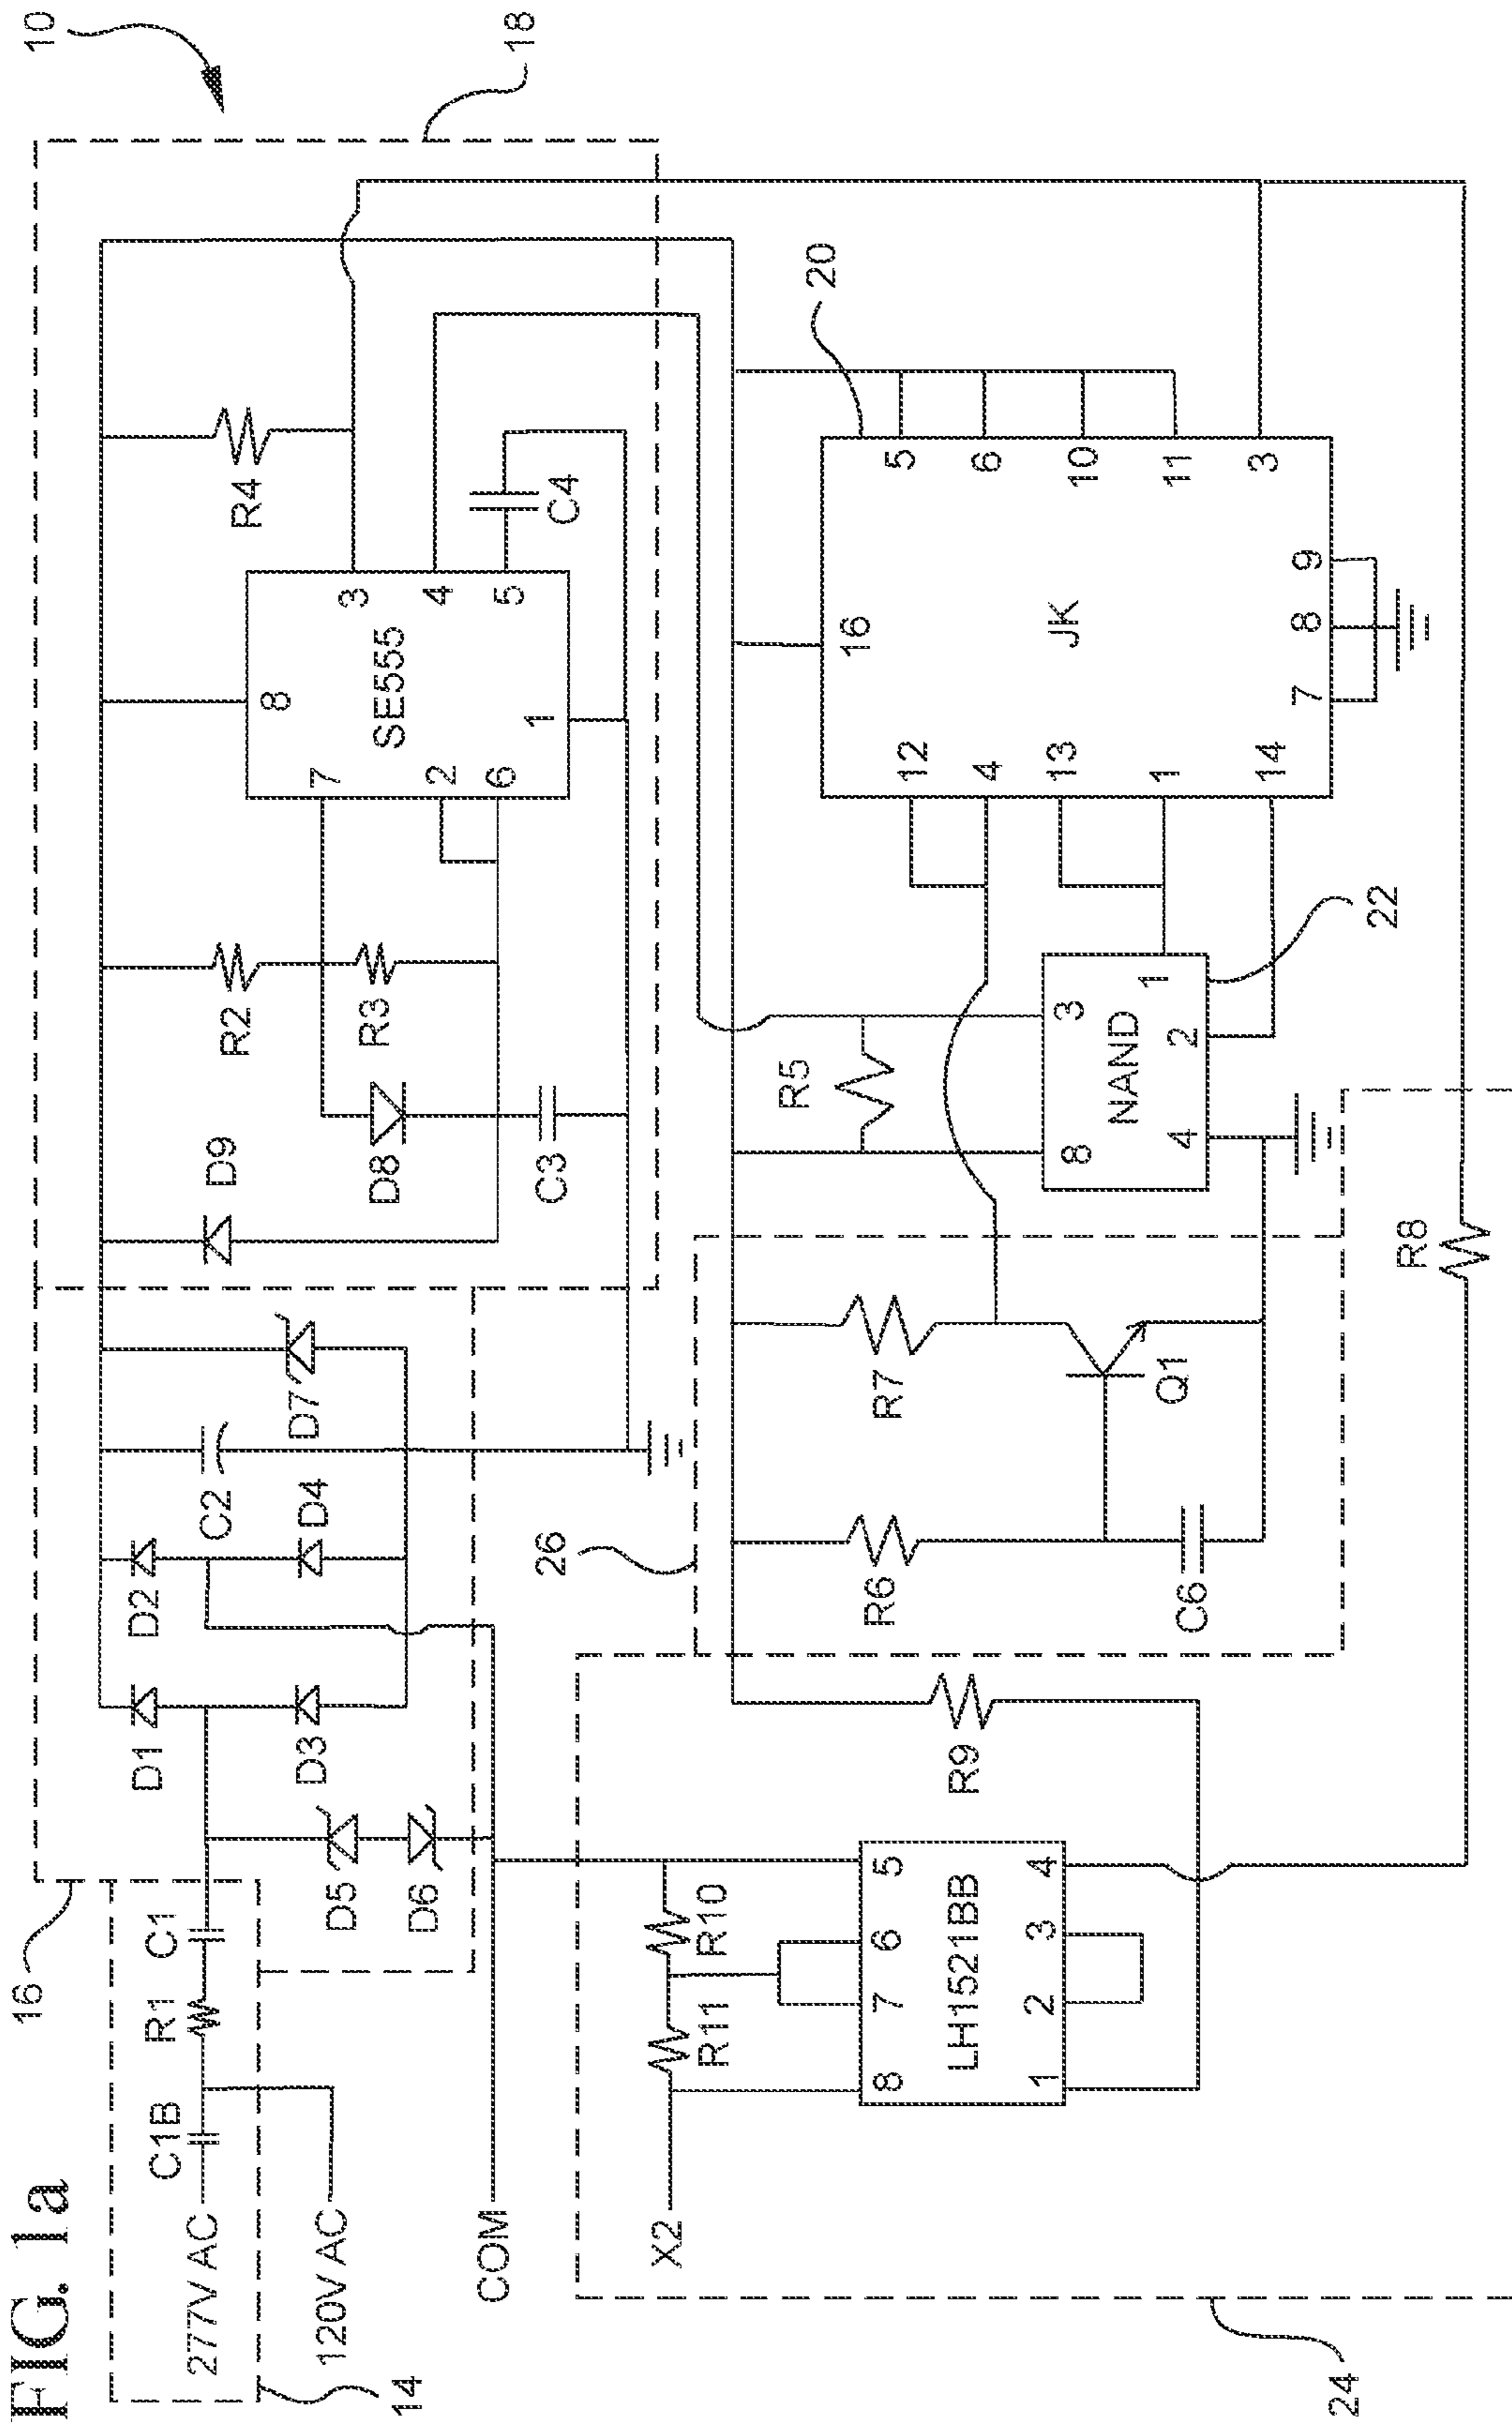 FIG. 1a
10
16
18
277V AC
C1B
R1
C1
120V AC
14
COM
D1
D2
D3
D4
D5
D6
C2
D7
D9
R2
R3
D8
C3
R4
SE555
8
7
2
6
1
3
4
5
C4
X2
R11
R10
8
7
6
5
LH1521BB
1
2
3
4
24
R9
26
R6
R7
C6
Q1
R5
8
3
NAND
4
2
1
22
20
16
12
4
13
1
14
JK
5
6
10
11
3
7
8
9
R8